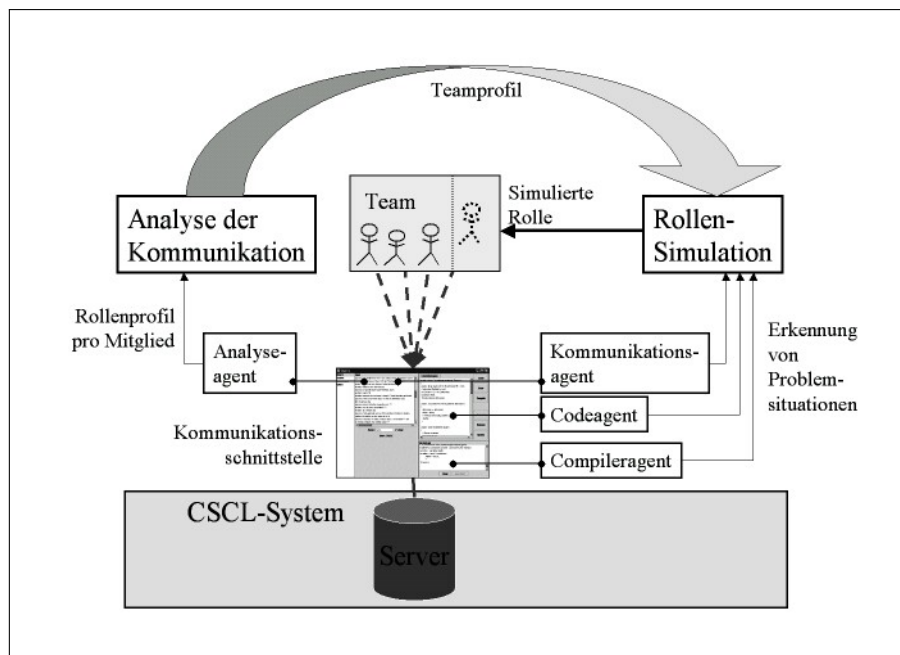 Teamprofil
Analyse der
Kommunikation
Team
Simulierte
Rolle
Rollen-
Simulation
Rollenprofil
pro Mitglied
Analyse-
agent
Kommunikations-
agent
Erkennung
von
Problem-
situationen
Codeagent
Kommunikations-
schnittstelle
Compileragent
CSCL-System
Server